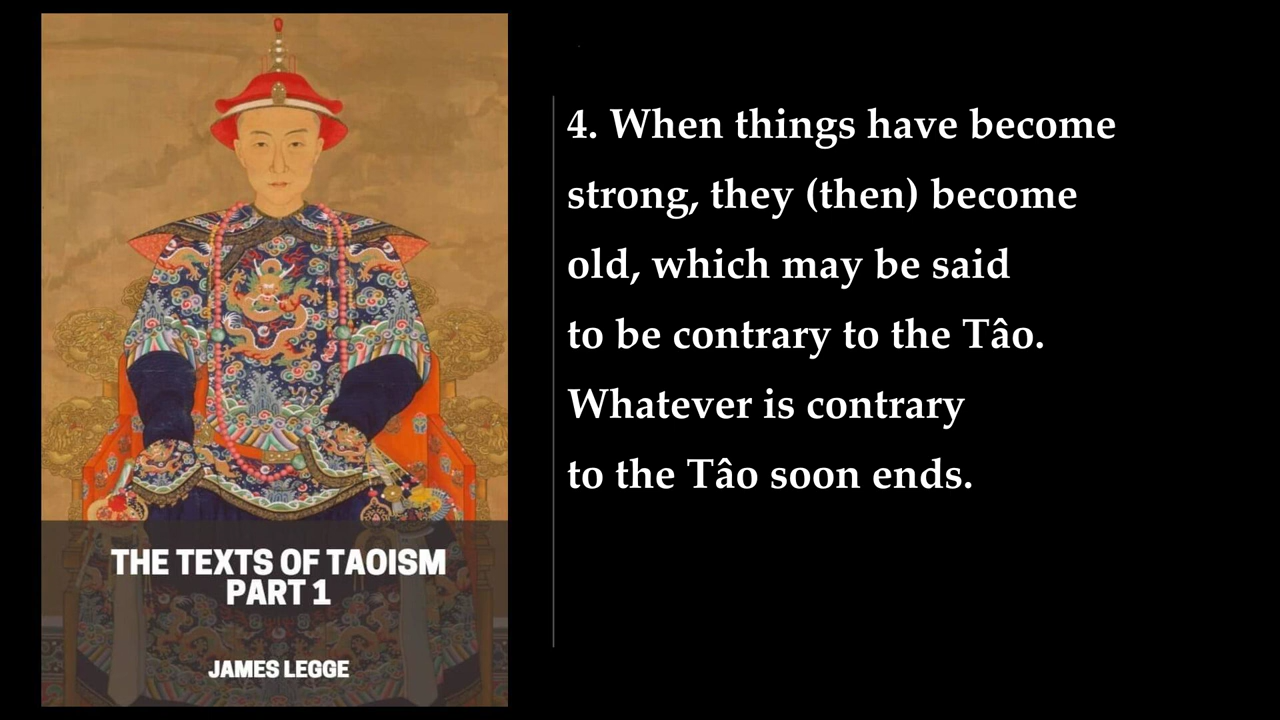 THE TEXTS OF TAOISM
PART 1
JAMES LEGGE
4. When things have become
strong, they (then) become
old, which may be said
to be contrary to the Tâo.
Whatever is contrary
to the Tâo soon ends.